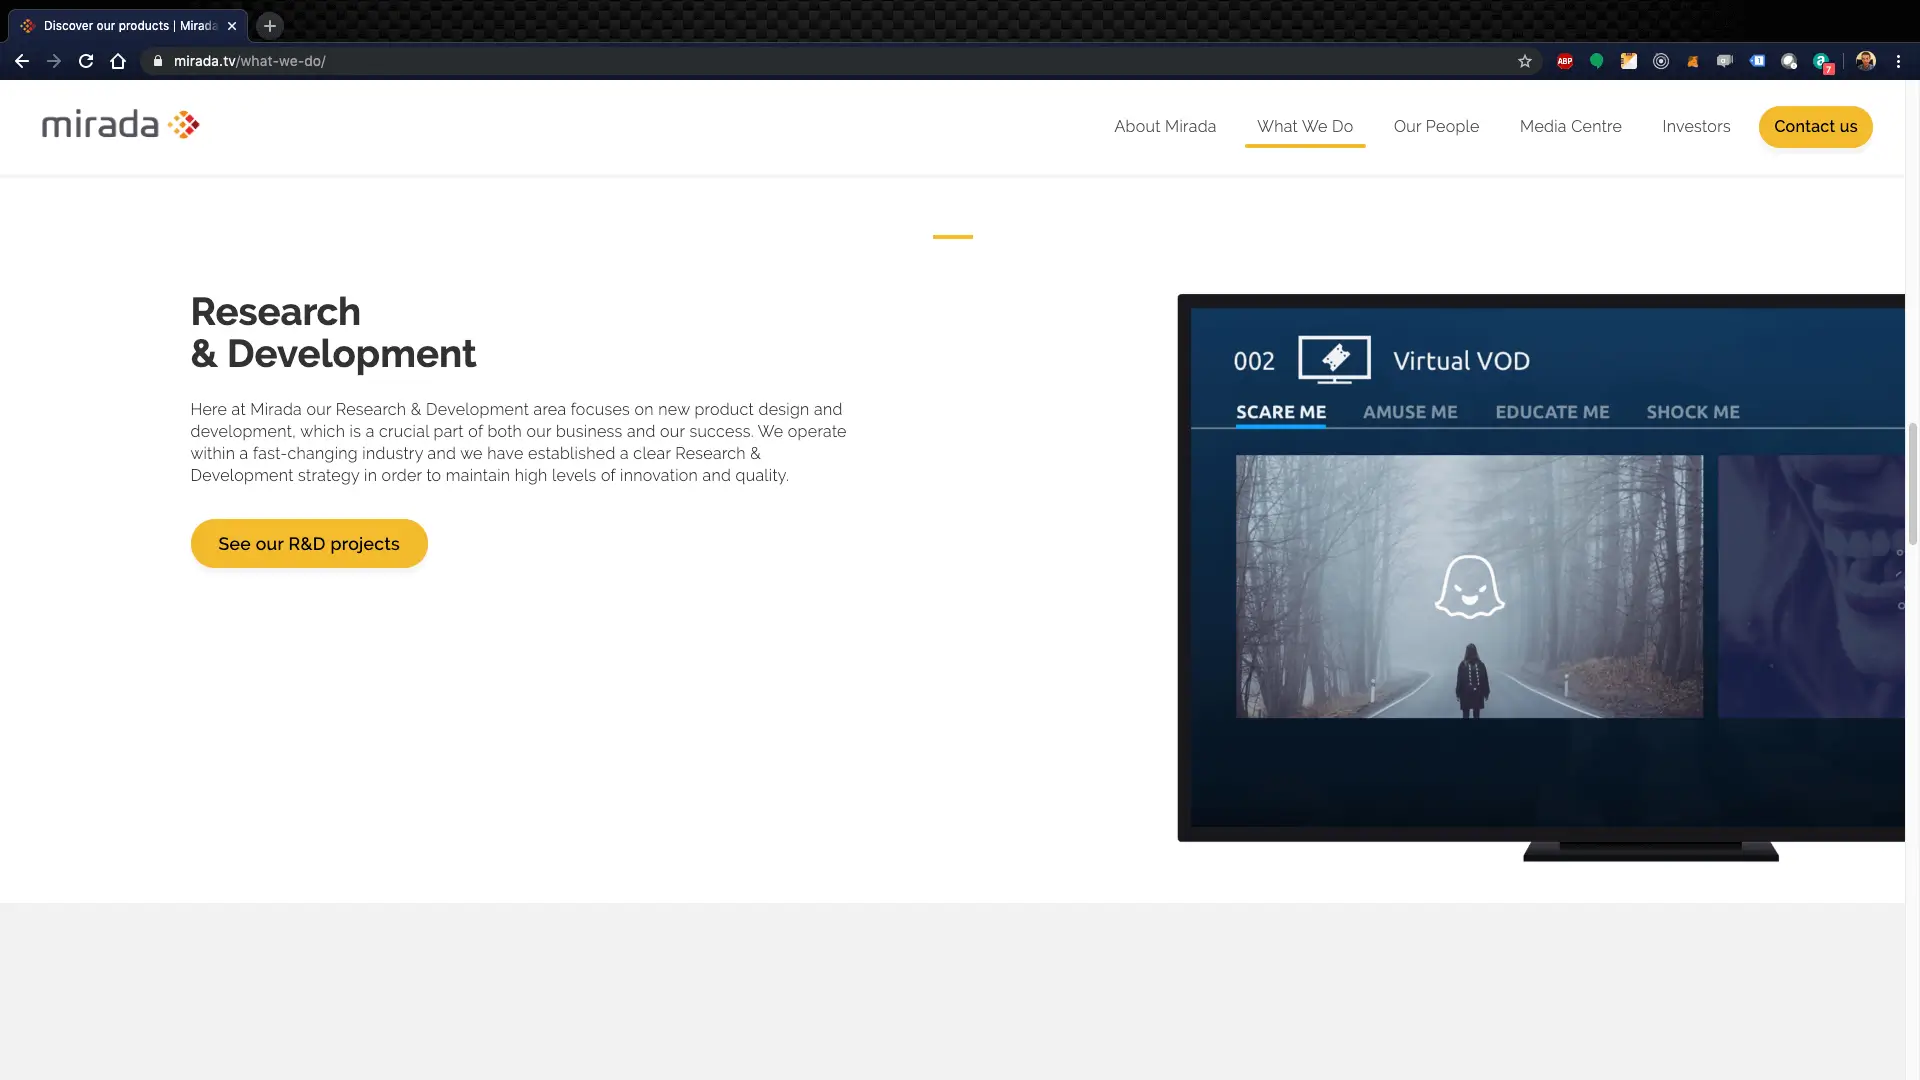 Discover our products | Mirada
mirada.tv/what-we-do/
ABP
7
mirada
About Mirada
What We Do
Our People
Media Centre
Investors
Contact us
Research
& Development
Here at Mirada our Research & Development area focuses on new product design and
development, which is a crucial part of both our business and our success. We operate
within a fast-changing industry and we have established a clear Research &
Development strategy in order to maintain high levels of innovation and quality.
See our R&D projects
002 Virtual VOD
SCARE ME AMUSE ME EDUCATE ME SHOCK ME